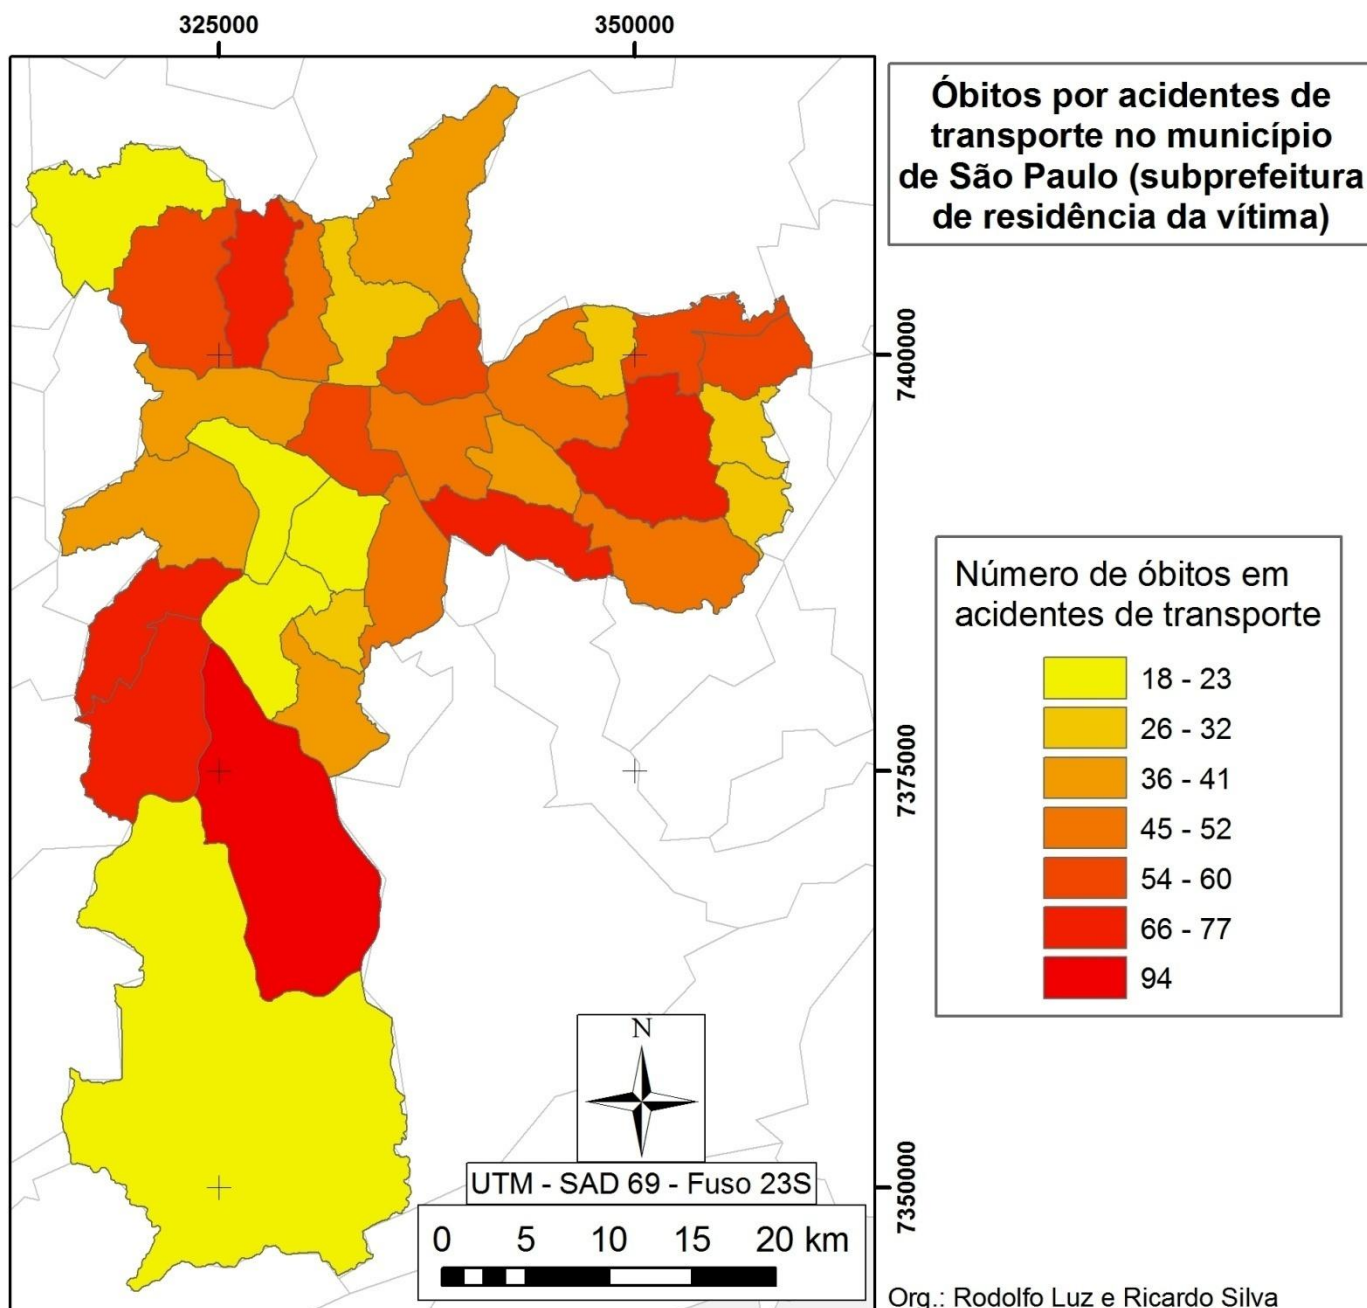 325000
350000
Óbitos por acidentes de
transporte no município
de São Paulo (subprefeitura
de residência da vítima)
7400000
Número de óbitos em
acidentes de transporte
18 - 23
26 - 32
36 - 41
45 - 52
54 - 60
66 - 77
94
7375000
N
UTM - SAD 69 - Fuso 23S
7350000
0 5 10 15 20 km
Org.: Rodolfo Luz e Ricardo Silva